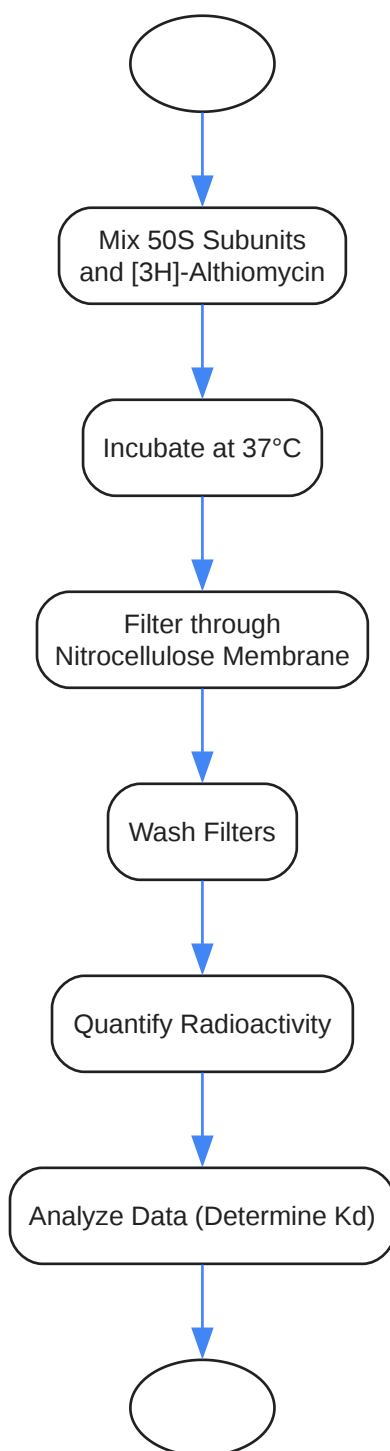 Mix 50S Subunits
and [3H]-Althiomycin
Incubate at 37°C
Filter through
Nitrocellulose Membrane
Wash Filters
Quantify Radioactivity
Analyze Data (Determine Kd)